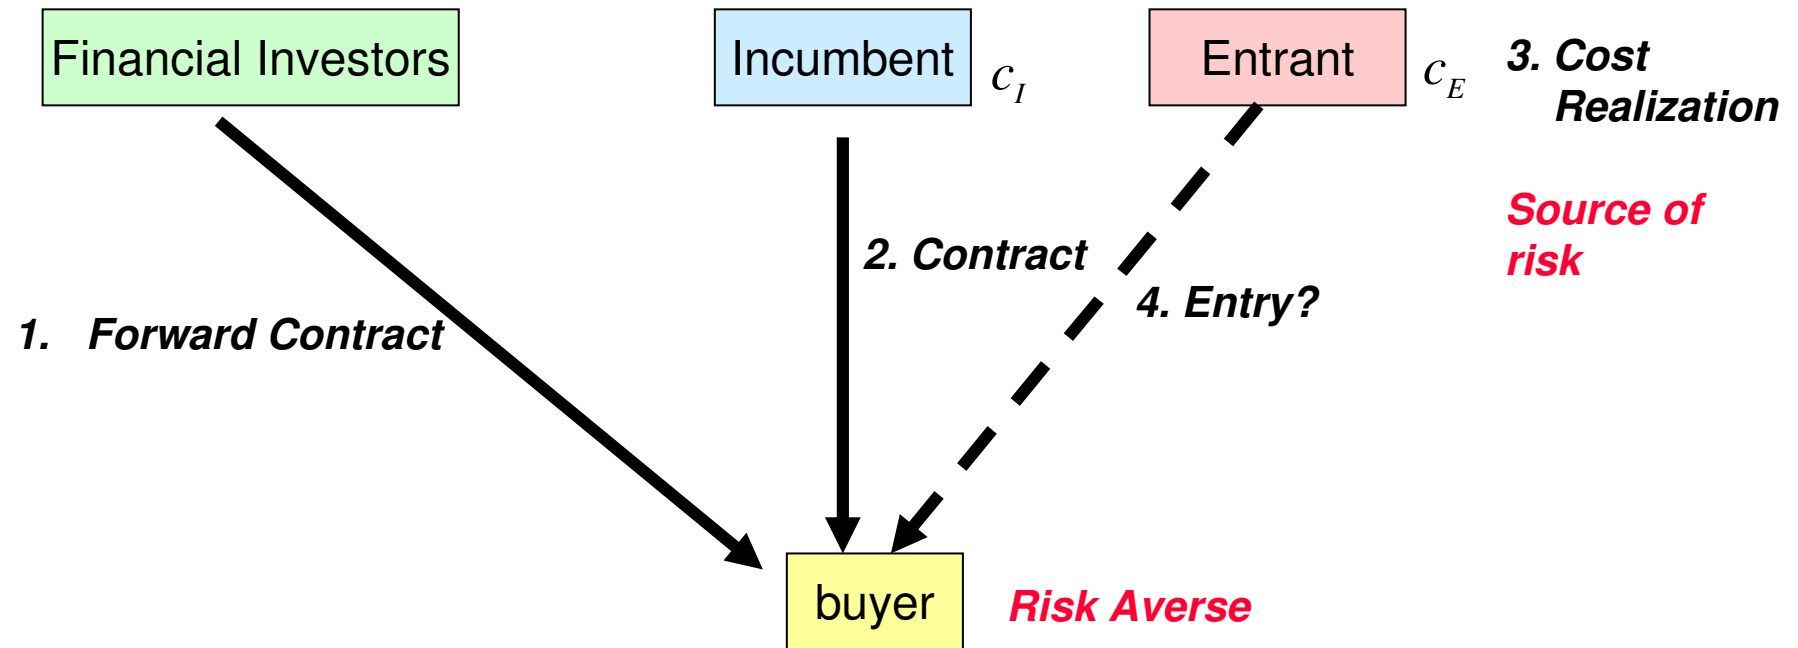 Financial Investors
Incumbent
c_I
Entrant
c_E
3. Cost
Realization
Source of
risk
2. Contract
4. Entry?
1. Forward Contract
buyer
Risk Averse